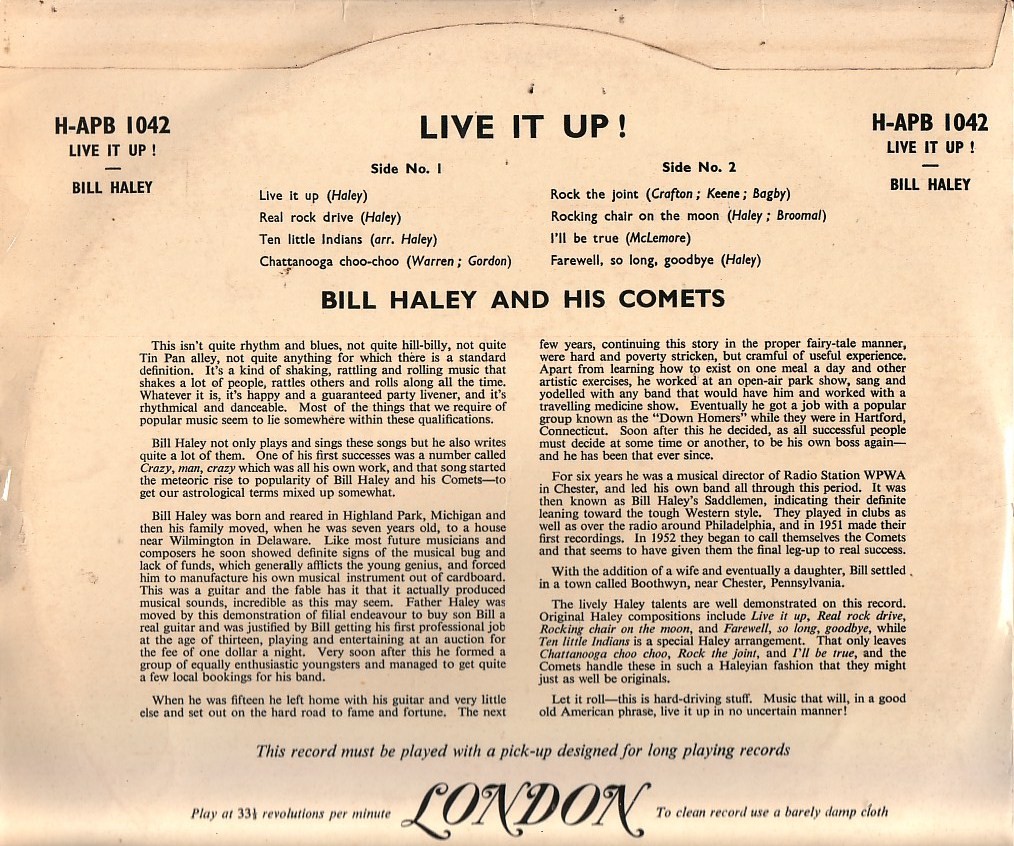 H-APB 1042
LIVE IT UP !
—
BILL HALEY
LIVE IT UP !
H-APB 1042
LIVE IT UP !
—
BILL HALEY
Side No. 1
Live it up (Haley)
Real rock drive (Haley)
Ten little Indians (arr. Haley)
Chattanooga choo-choo (Warren ; Gordon)
Side No. 2
Rock the joint (Crafton ; Keene ; Bagby)
Rocking chair on the moon (Haley ; Broomal)
I'll be true (McLemore)
Farewell, so long, goodbye (Haley)
BILL HALEY AND HIS COMETS
This isn't quite rhythm and blues, not quite hill-billy, not quite
Tin Pan alley, not quite anything for which there is a standard
definition. It's a kind of shaking, rattling and rolling music that
shakes a lot of people, rattles others and rolls along all the time.
Whatever it is, it's happy and a guaranteed party livener, and it's
rhythmical and danceable. Most of the things that we require of
popular music seem to lie somewhere within these qualifications.
Bill Haley not only plays and sings these songs but he also writes
quite a lot of them. One of his first successes was a number called
Crazy, man, crazy which was all his own work, and that song started
the meteoric rise to popularity of Bill Haley and his Comets—to
get our astrological terms mixed up somewhat.
Bill Haley was born and reared in Highland Park, Michigan and
then his family moved, when he was seven years old, to a house
near Wilmington in Delaware. Like most future musicians and
composers he soon showed definite signs of the musical bug and
lack of funds, which generally afflicts the young genius, and forced
him to manufacture his own musical instrument out of cardboard.
This was a guitar and the fable has it that it actually produced
musical sounds, incredible as this may seem. Father Haley was
moved by this demonstration of filial endeavour to buy son Bill a
real guitar and was justified by Bill getting his first professional job
at the age of thirteen, playing and entertaining at an auction for
the fee of one dollar a night. Very soon after this he formed a
group of equally enthusiastic youngsters and managed to get quite
a few local bookings for his band.
When he was fifteen he left home with his guitar and very little
else and set out on the hard road to fame and fortune. The next
few years, continuing this story in the proper fairy-tale manner,
were hard and poverty stricken, but cramful of useful experience.
Apart from learning how to exist on one meal a day and other
artistic exercises, he worked at an open-air park show, sang and
yodelled with any band that would have him and worked with a
travelling medicine show. Eventually he got a job with a popular
group known as the "Down Homers" while they were in Hartford,
Connecticut. Soon after this he decided, as all successful people
must decide at some time or another, to be his own boss again—
and he has been that ever since.
For six years he was a musical director of Radio Station WPWA
in Chester, and led his own band all through this period. It was
then known as Bill Haley's Saddlemen, indicating their definite
leaning toward the tough Western style. They played in clubs as
well as over the radio around Philadelphia, and in 1951 made their
first recordings. In 1952 they began to call themselves the Comets
and that seems to have given them the final leg-up to real success.
With the addition of a wife and eventually a daughter, Bill settled
in a town called Boothwyn, near Chester, Pennsylvania.
The lively Haley talents are well demonstrated on this record.
Original Haley compositions include Live it up, Real rock drive,
Rocking chair on the moon, and Farewell, so long, goodbye, while
Ten little Indians is a special Haley arrangement. That only leaves
Chattanooga choo choo, Rock the joint, and I'll be true, and the
Comets handle these in such a Haleyian fashion that they might
just as well be originals.
Let it roll—this is hard-driving stuff. Music that will, in a good
old American phrase, live it up in no uncertain manner!
This record must be played with a pick-up designed for long playing records
Play at 33⅓ revolutions per minute
LONDON
To clean record use a barely damp cloth